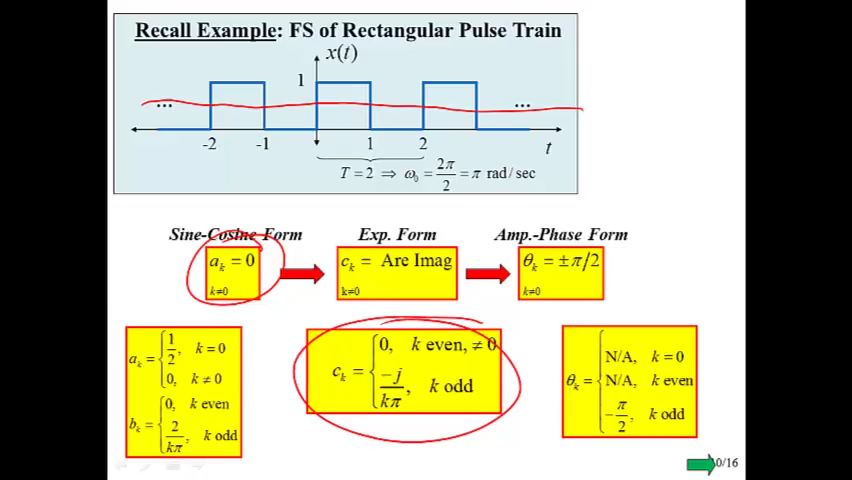 Recall Example: FS of Rectangular Pulse Train
x(t)
1
... ...
-2 -1 1 2 t
T = 2 ⇒ ω₀ = 2π/2 = π rad/sec
Sine-Cosine Form Exp. Form Amp.-Phase Form
a_k = 0 c_k = Are Imag θ_k = ±π/2
k≠0 k≠0 k≠0
a_k = { 1/2, k = 0
0, k ≠ 0
b_k = { 0, k even
2/kπ, k odd
c_k = { 0, k even, ≠ 0
-j/kπ, k odd
θ_k = { N/A, k = 0
N/A, k even
-π/2, k odd
10/16